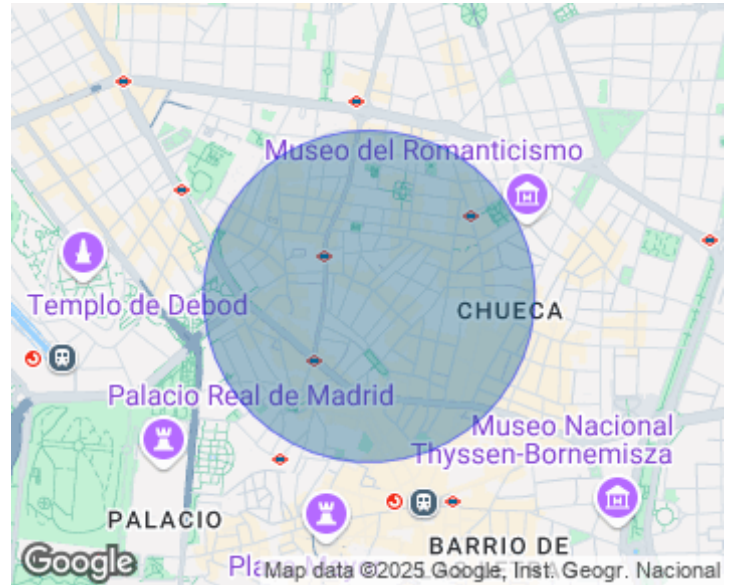 Museo del Romanticismo
Templo de Debod
CHUECA
Palacio Real de Madrid
Museo Nacional
Thyssen-Bornemisza
PALACIO
BARRIO DE
Google
Map data ©2025 Google, Inst. Geogr. Nacional